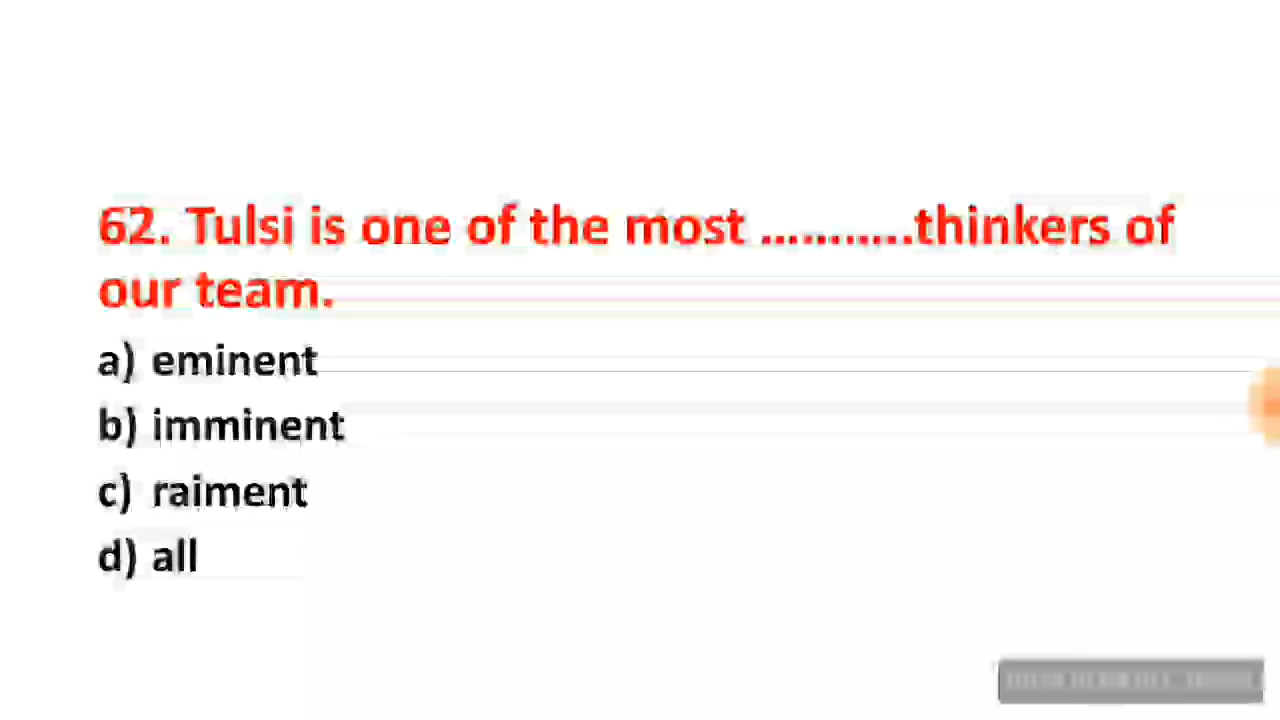 62. Tulsi is one of the most ...........thinkers of
our team.
a) eminent
b) imminent
c) raiment
d) all